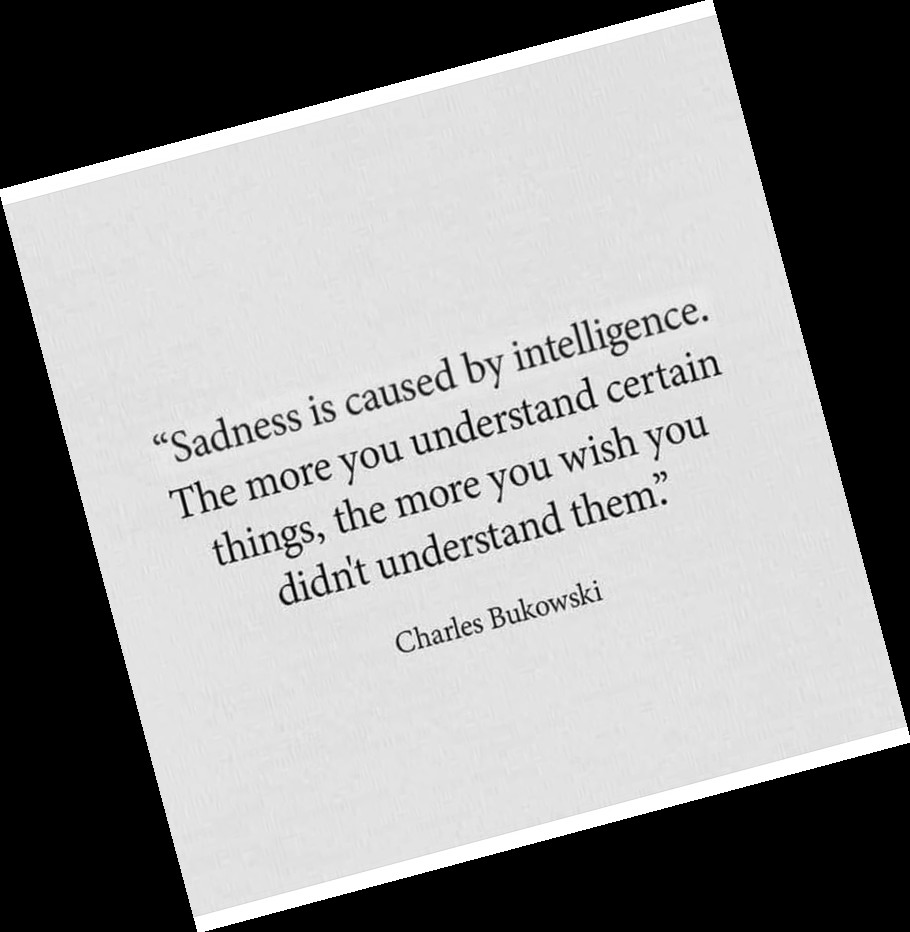 “Sadness is caused by intelligence.
The more you understand certain
things, the more you wish you
didn't understand them.”
Charles Bukowski